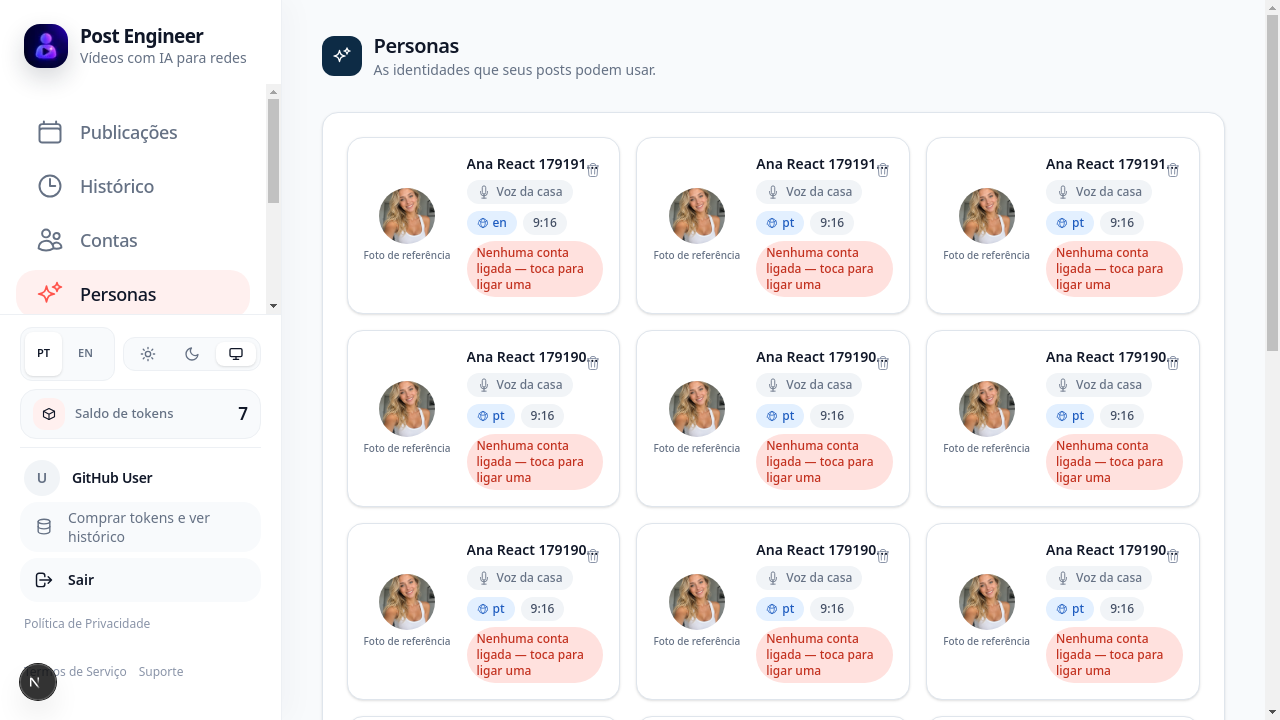 Post Engineer
Vídeos com IA para redes
Publicações
Histórico
Contas
Personas
PT
EN
Saldo de tokens
7
U
GitHub User
Comprar tokens e ver
histórico
Sair
Política de Privacidade
de Serviço
Suporte
N
Personas
As identidades que seus posts podem usar.
Ana React 179191...
Voz da casa
en
9:16
Foto de referência
Nenhuma conta
ligada — toca para
ligar uma
Ana React 179191...
Voz da casa
pt
9:16
Foto de referência
Nenhuma conta
ligada — toca para
ligar uma
Ana React 179191...
Voz da casa
pt
9:16
Foto de referência
Nenhuma conta
ligada — toca para
ligar uma
Ana React 179190...
Voz da casa
pt
9:16
Foto de referência
Nenhuma conta
ligada — toca para
ligar uma
Ana React 179190...
Voz da casa
pt
9:16
Foto de referência
Nenhuma conta
ligada — toca para
ligar uma
Ana React 179190...
Voz da casa
pt
9:16
Foto de referência
Nenhuma conta
ligada — toca para
ligar uma
Ana React 179190...
Voz da casa
pt
9:16
Foto de referência
Nenhuma conta
ligada — toca para
ligar uma
Ana React 179190...
Voz da casa
pt
9:16
Foto de referência
Nenhuma conta
ligada — toca para
ligar uma
Ana React 179190...
Voz da casa
pt
9:16
Foto de referência
Nenhuma conta
ligada — toca para
ligar uma